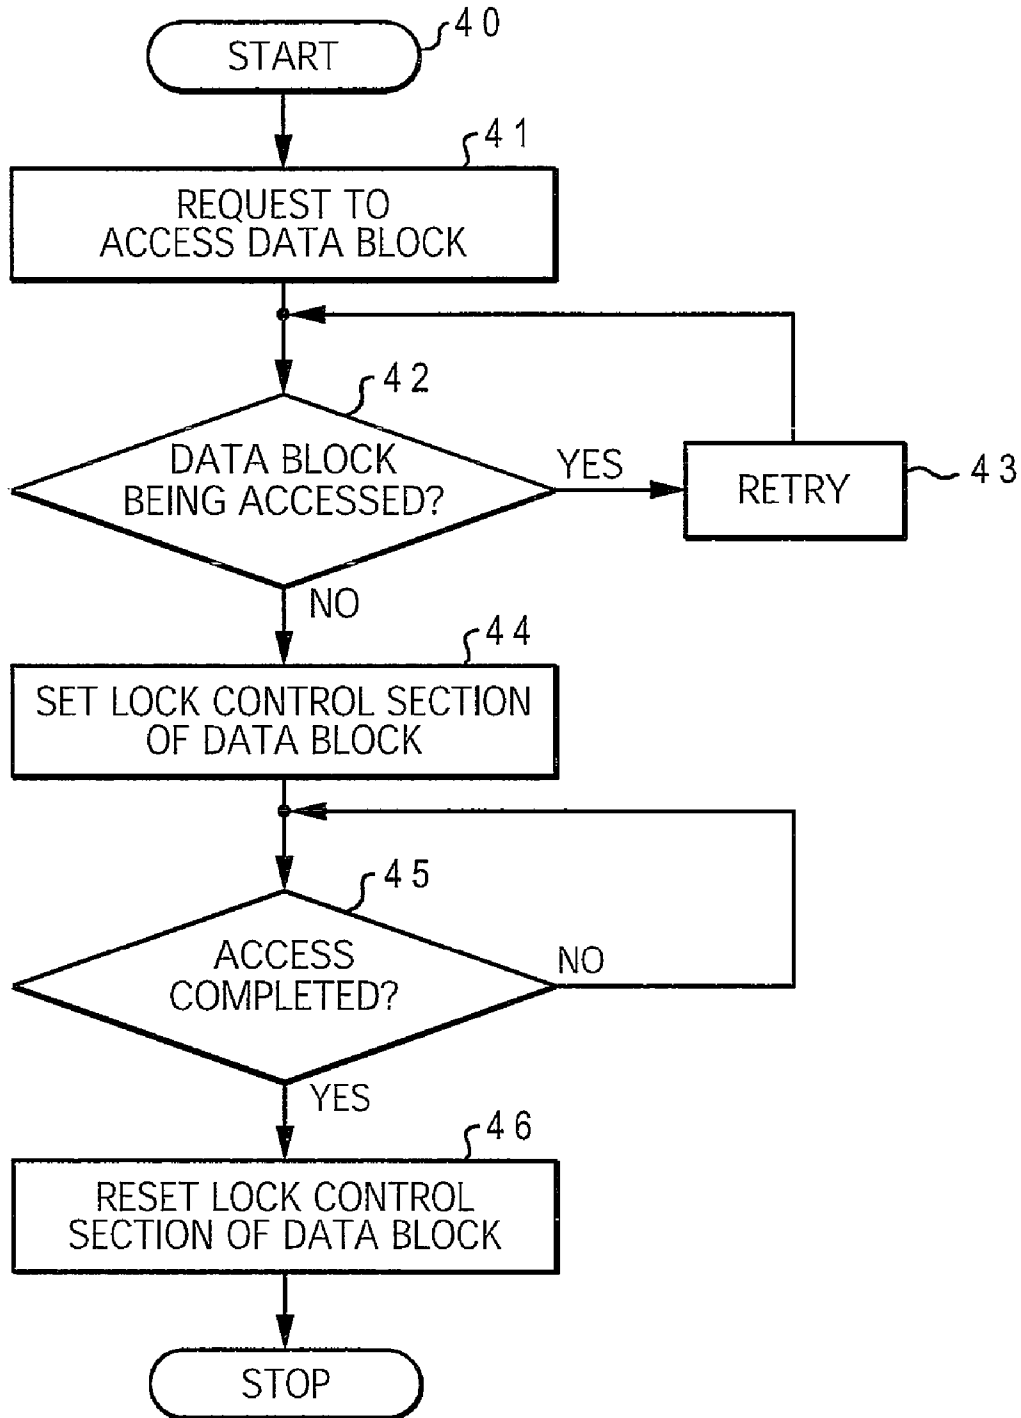 40
START
41
REQUEST TO
ACCESS DATA BLOCK
42
DATA BLOCK
BEING ACCESSED?
YES
RETRY
43
NO
44
SET LOCK CONTROL SECTION
OF DATA BLOCK
45
ACCESS
COMPLETED?
NO
YES
46
RESET LOCK CONTROL
SECTION OF DATA BLOCK
STOP